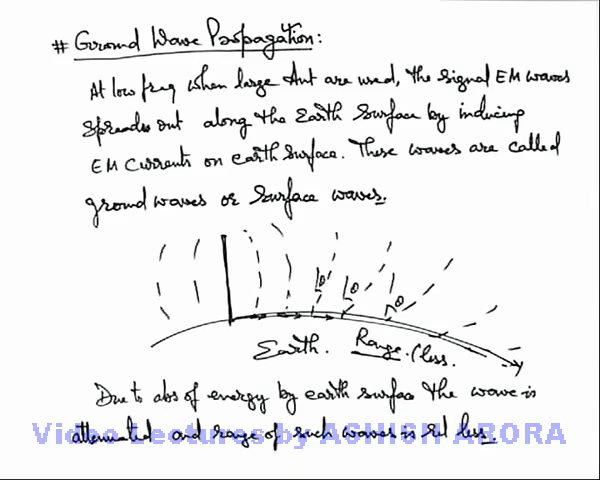 # Ground Wave Propagation:
At low freq when large Ant are used, the signal EM waves
spreads out along the Earth Surface by inducing
EM Currents on earth surface. These waves are called
ground waves or Surface waves.
θ θ θ
Earth. Range. (less.
Due to abs of energy by earth surface the wave is
attenuated and range of such waves is less.
Video Lectures by ASHISH ARORA